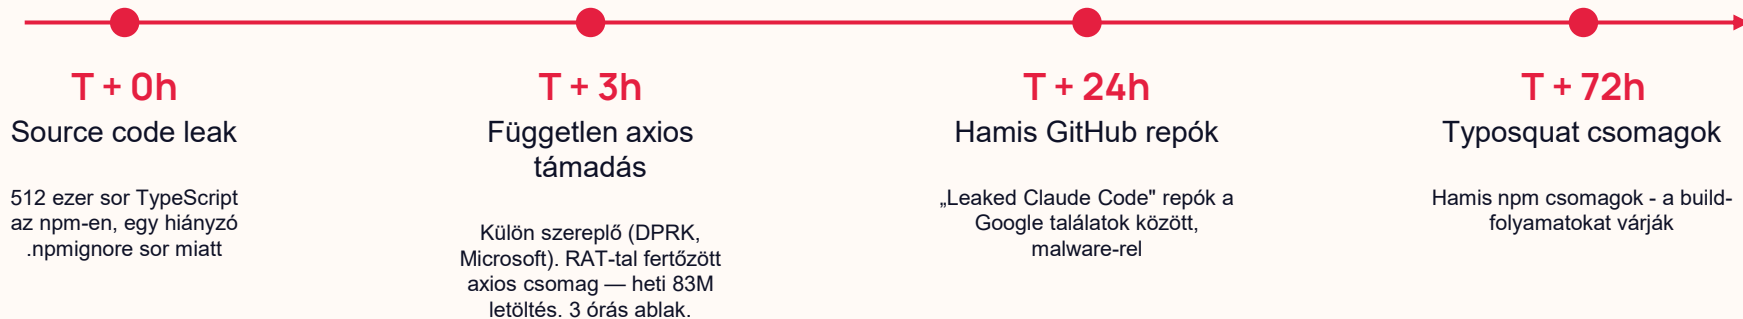 T + 0h
Source code leak
512 ezer sor TypeScript
az npm-en, egy hiányzó
.npmignore sor miatt
T + 3h
Független axios
támadás
Külön szereplő (DPRK,
Microsoft). RAT-tal fertőzött
axios csomag — heti 83M
letöltés. 3 órás ablak.
T + 24h
Hamis GitHub repók
„Leaked Claude Code" repók a
Google találatok között,
malware-rel
T + 72h
Typosquat csomagok
Hamis npm csomagok - a build-
folyamatokat várják